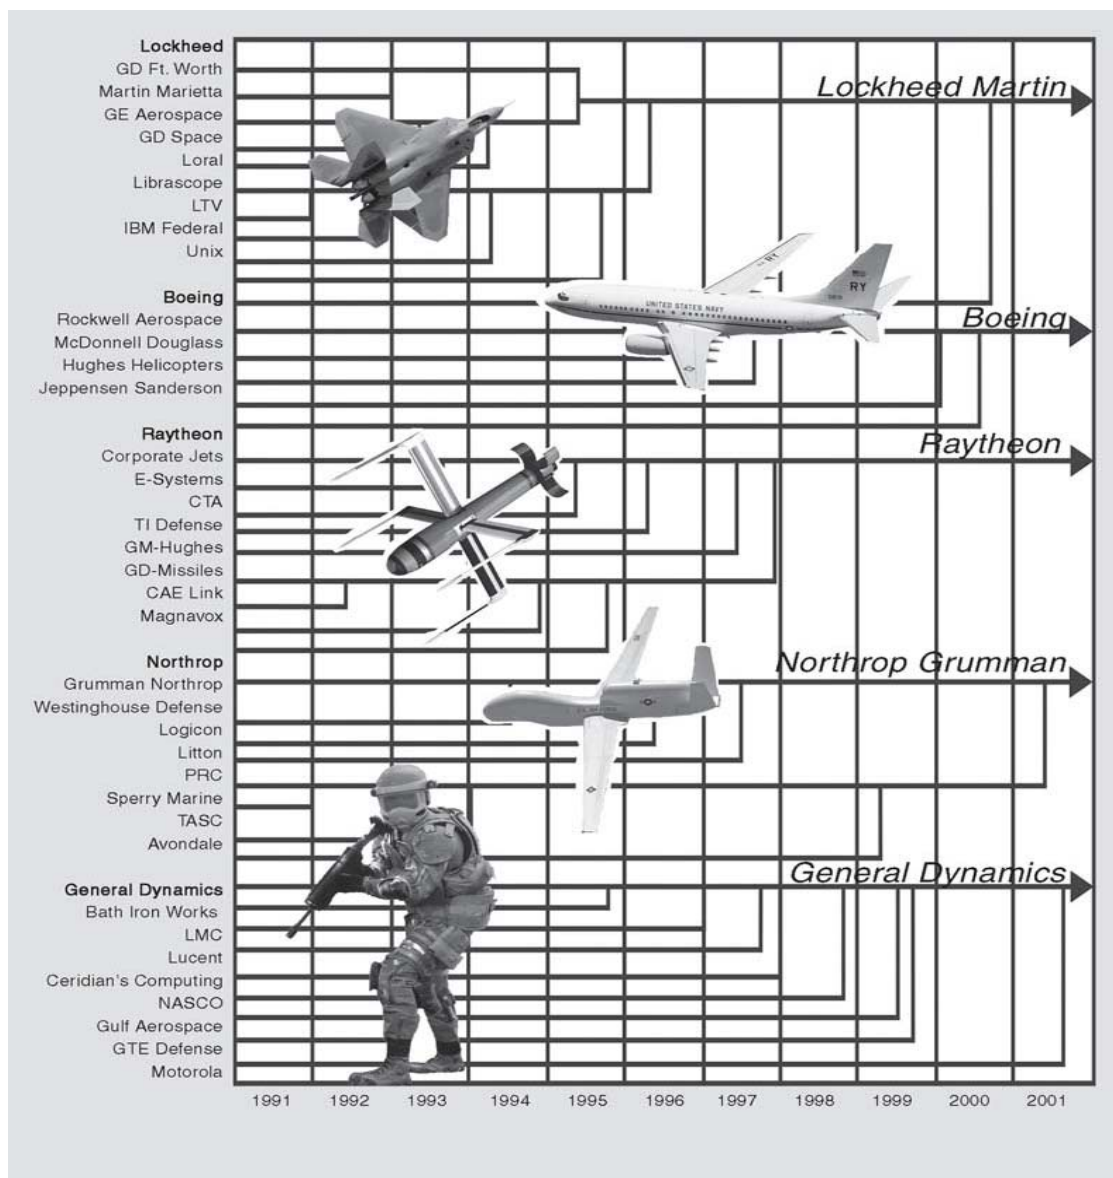 Lockheed
GD Ft. Worth
Martin Marietta
GE Aerospace
GD Space
Loral
Librascope
LTV
IBM Federal
Unix
Boeing
Rockwell Aerospace
McDonnell Douglass
Hughes Helicopters
Jeppensen Sanderson
Raytheon
Corporate Jets
E-Systems
CTA
TI Defense
GM-Hughes
GD-Missiles
CAE Link
Magnavox
Northrop
Grumman Northrop
Westinghouse Defense
Logicon
Litton
PRC
Sperry Marine
TASC
Avondale
General Dynamics
Bath Iron Works
LMC
Lucent
Ceridian's Computing
NASCO
Gulf Aerospace
GTE Defense
Motorola
Lockheed Martin
Boeing
Raytheon
Northrop Grumman
General Dynamics
RY
UNITED STATES NAVY
RY
1991 1992 1993 1994 1995 1996 1997 1998 1999 2000 2001